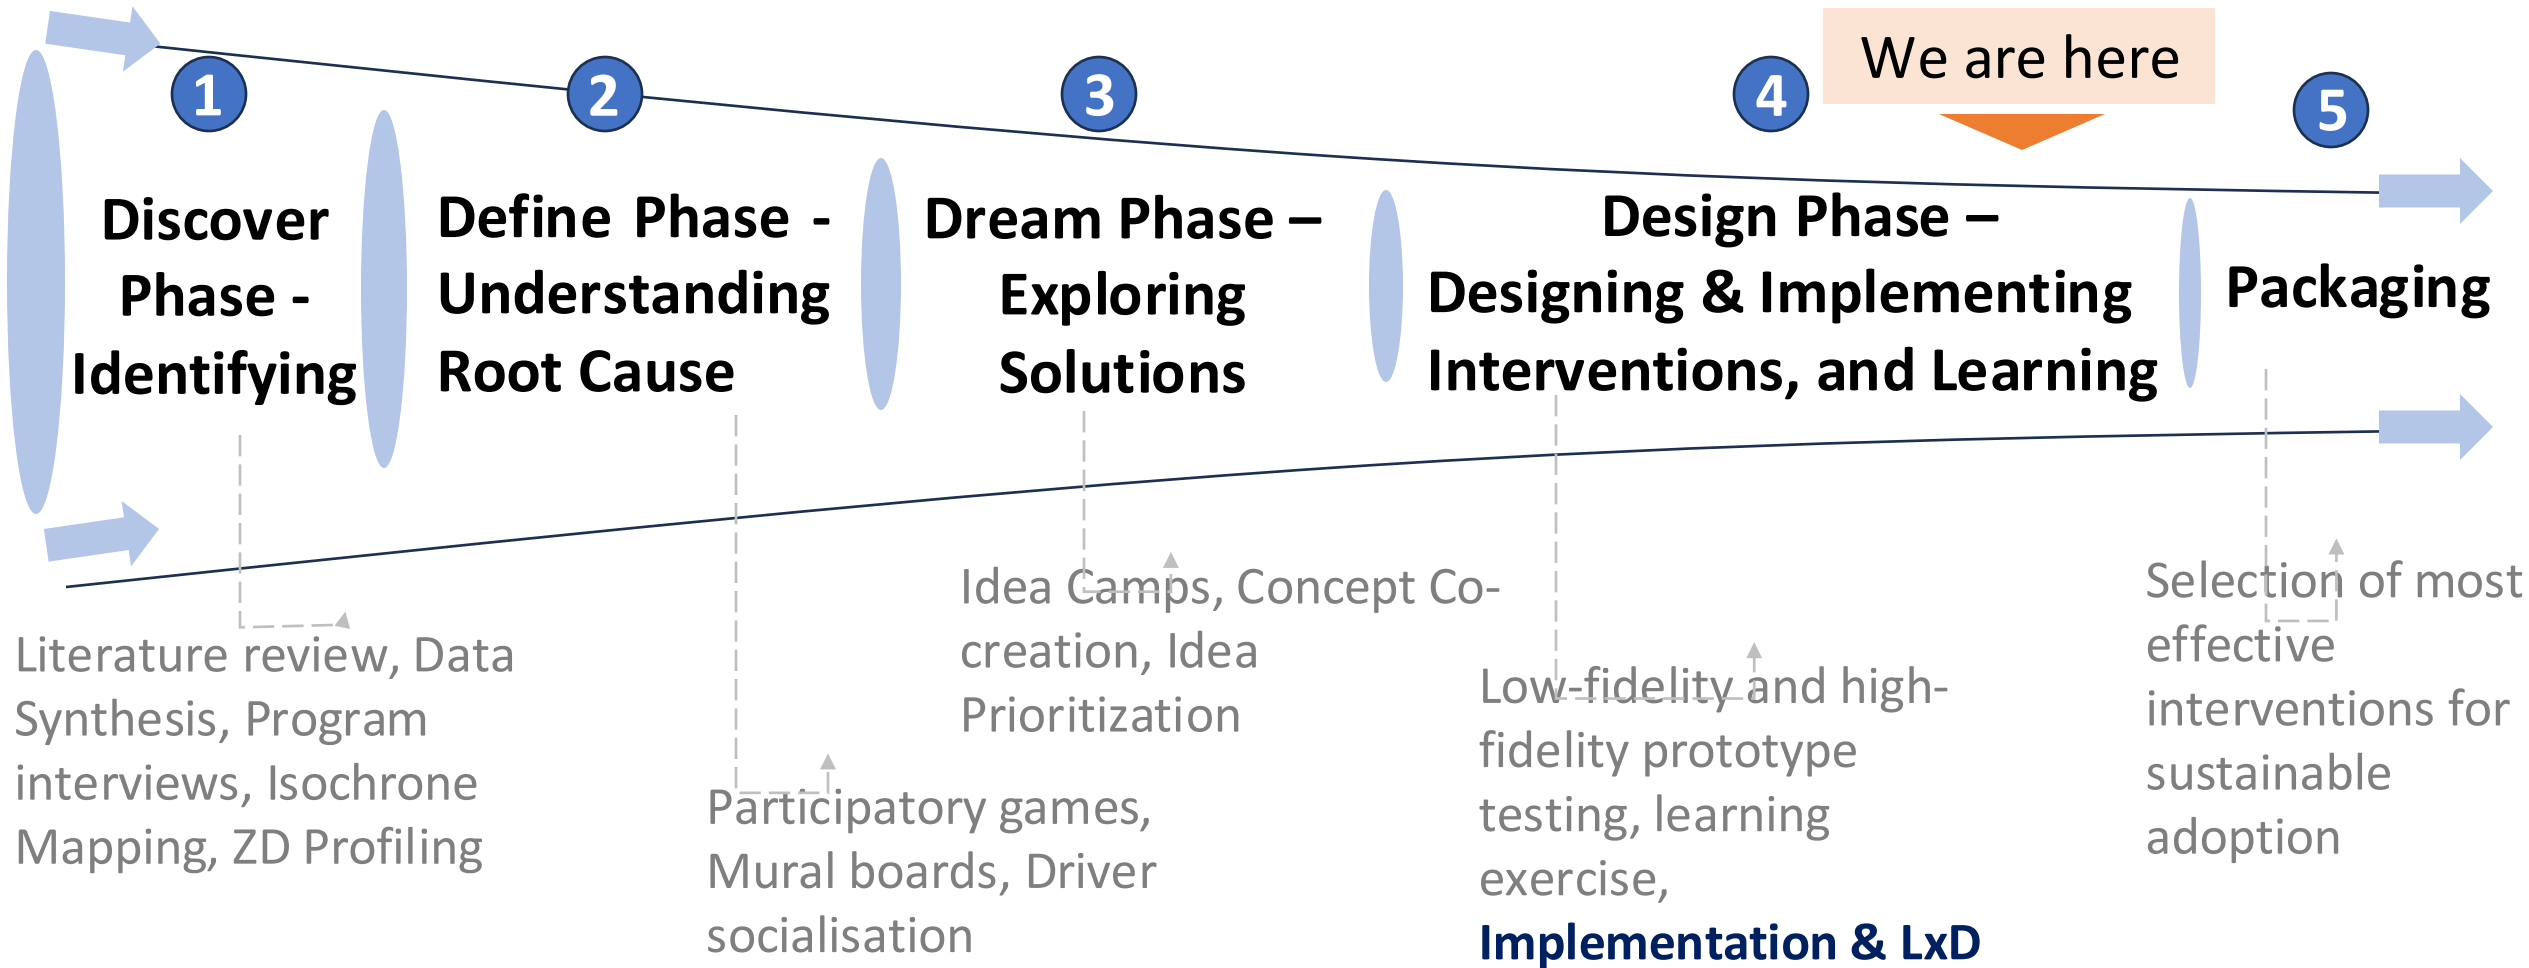 We are here
1
2
3
4
5
Discover
Phase -
Identifying
Define Phase -
Understanding
Root Cause
Dream Phase –
Exploring
Solutions
Design Phase –
Designing & Implementing
Interventions, and Learning
Packaging
Literature review, Data
Synthesis, Program
interviews, Isochrone
Mapping, ZD Profiling
Participatory games,
Mural boards, Driver
socialisation
Idea Camps, Concept Co-
creation, Idea
Prioritization
Low-fidelity and high-
fidelity prototype
testing, learning
exercise,
Implementation & LxD
Selection of most
effective
interventions for
sustainable
adoption